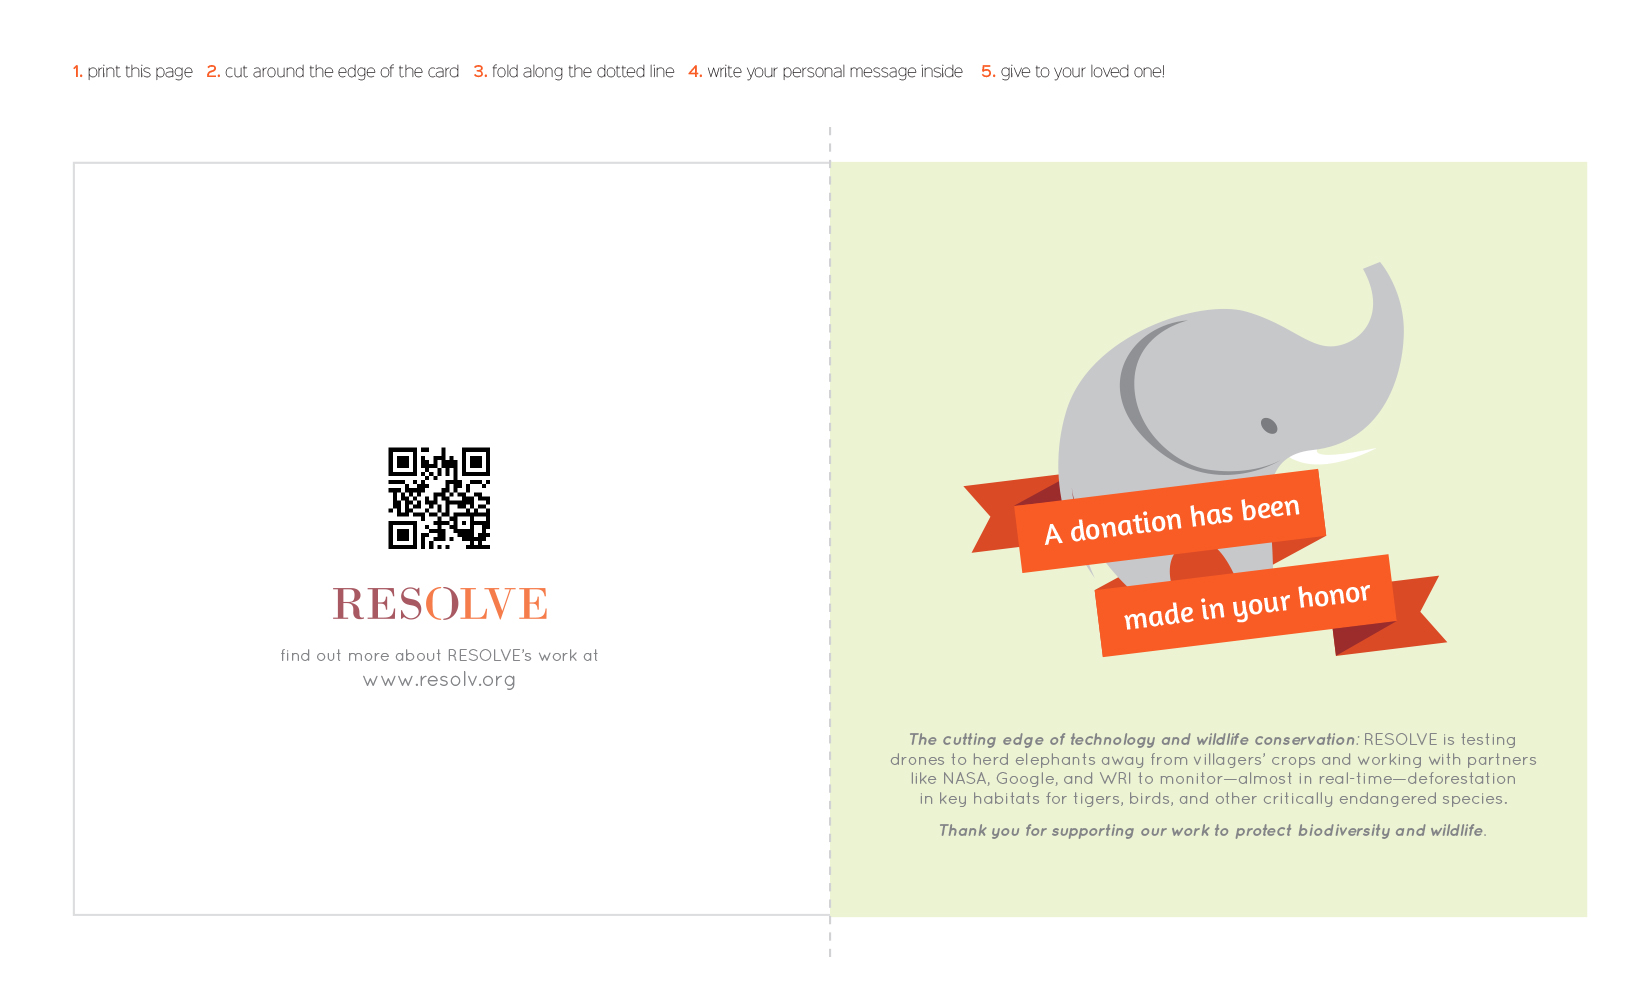 1. print this page 2. cut around the edge of the card 3. fold along the dotted line 4. write your personal message inside 5. give to your loved one!
RESOLVE
find out more about RESOLVE's work at
www.resolv.org
A donation has been
made in your honor
The cutting edge of technology and wildlife conservation: RESOLVE is testing
drones to herd elephants away from villagers' crops and working with partners
like NASA, Google, and WRI to monitor—almost in real-time—deforestation
in key habitats for tigers, birds, and other critically endangered species.
Thank you for supporting our work to protect biodiversity and wildlife.